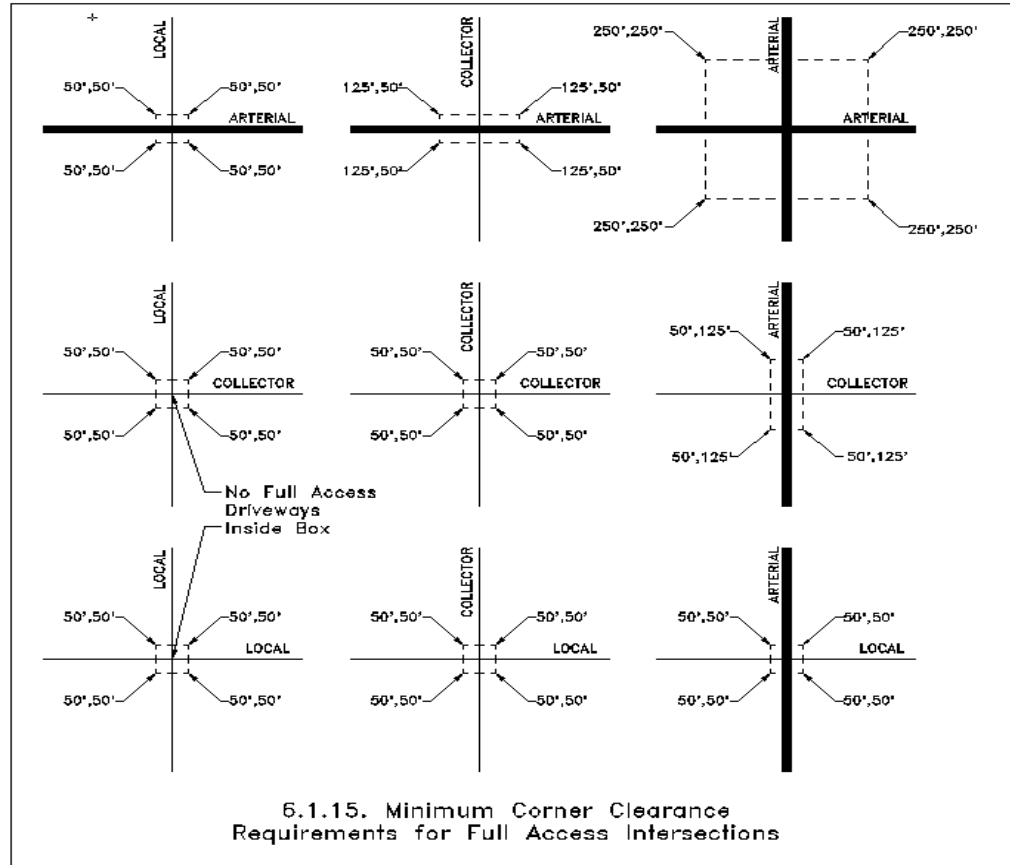 LOCAL
50',50'
50',50'
ARTERIAL
50',50'
50',50'
COLLECTOR
125',50'
125',50'
ARTERIAL
125',50'
125',50'
250',250'
ARTERIAL
250',250'
ARTERIAL
250',250'
250',250'
LOCAL
50',50'
50',50'
COLLECTOR
50',50'
50',50'
COLLECTOR
50',50'
50',50'
COLLECTOR
50',50'
50',50'
ARTERIAL
50',125'
50',125'
COLLECTOR
50',125'
50',125'
No Full Access
Driveways
Inside Box
LOCAL
50',50'
50',50'
LOCAL
50',50'
50',50'
COLLECTOR
50',50'
50',50'
LOCAL
50',50'
50',50'
ARTERIAL
50',50'
50',50'
LOCAL
50',50'
50',50'
6.1.15. Minimum Corner Clearance
Requirements for Full Access Intersections